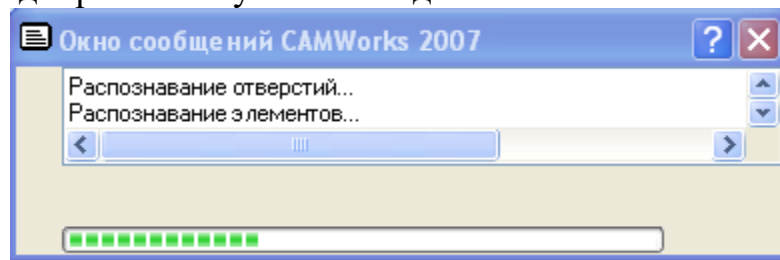 Окно сообщений CAMWorks 2007
Распознавание отверстий...
Распознавание элементов...